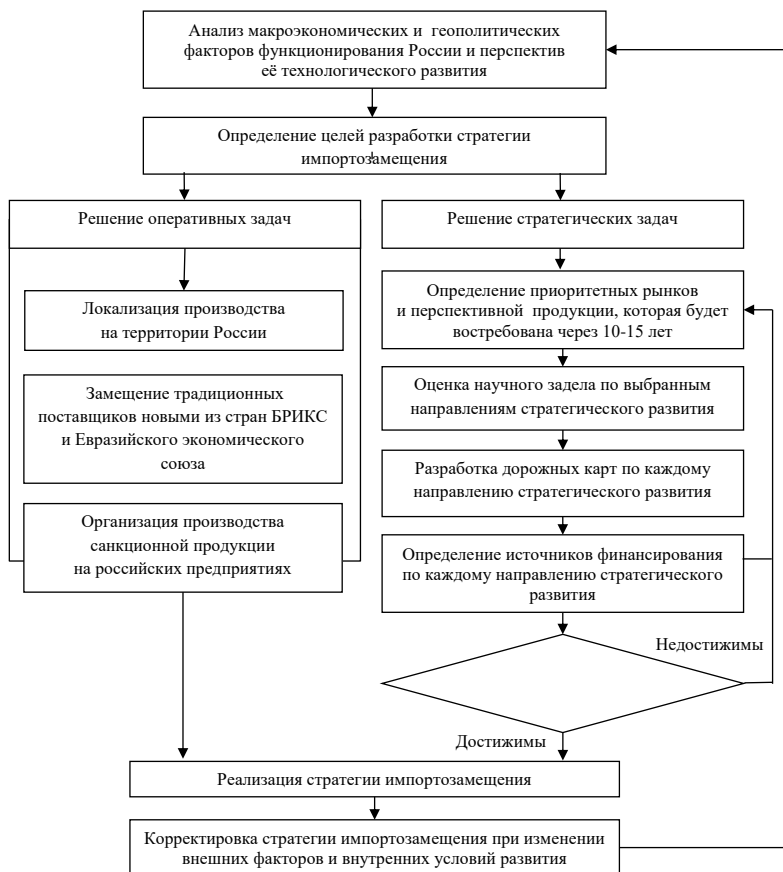 Анализ макроэкономических и геополитических
факторов функционирования России и перспектив
её технологического развития
Определение целей разработки стратегии
импортозамещения
Решение оперативных задач
Локализация производства
на территории России
Замещение традиционных
поставщиков новыми из стран БРИКС
и Евразийского экономического
союза
Организация производства
санкционной продукции
на российских предприятиях
Решение стратегических задач
Определение приоритетных рынков
и перспективной продукции, которая будет
востребована через 10-15 лет
Оценка научного задела по выбранным
направлениям стратегического развития
Разработка дорожных карт по каждому
направлению стратегического развития
Определение источников финансирования
по каждому направлению стратегического
развития
Недостижимы
Достижимы
Реализация стратегии импортозамещения
Корректировка стратегии импортозамещения при изменении
внешних факторов и внутренних условий развития